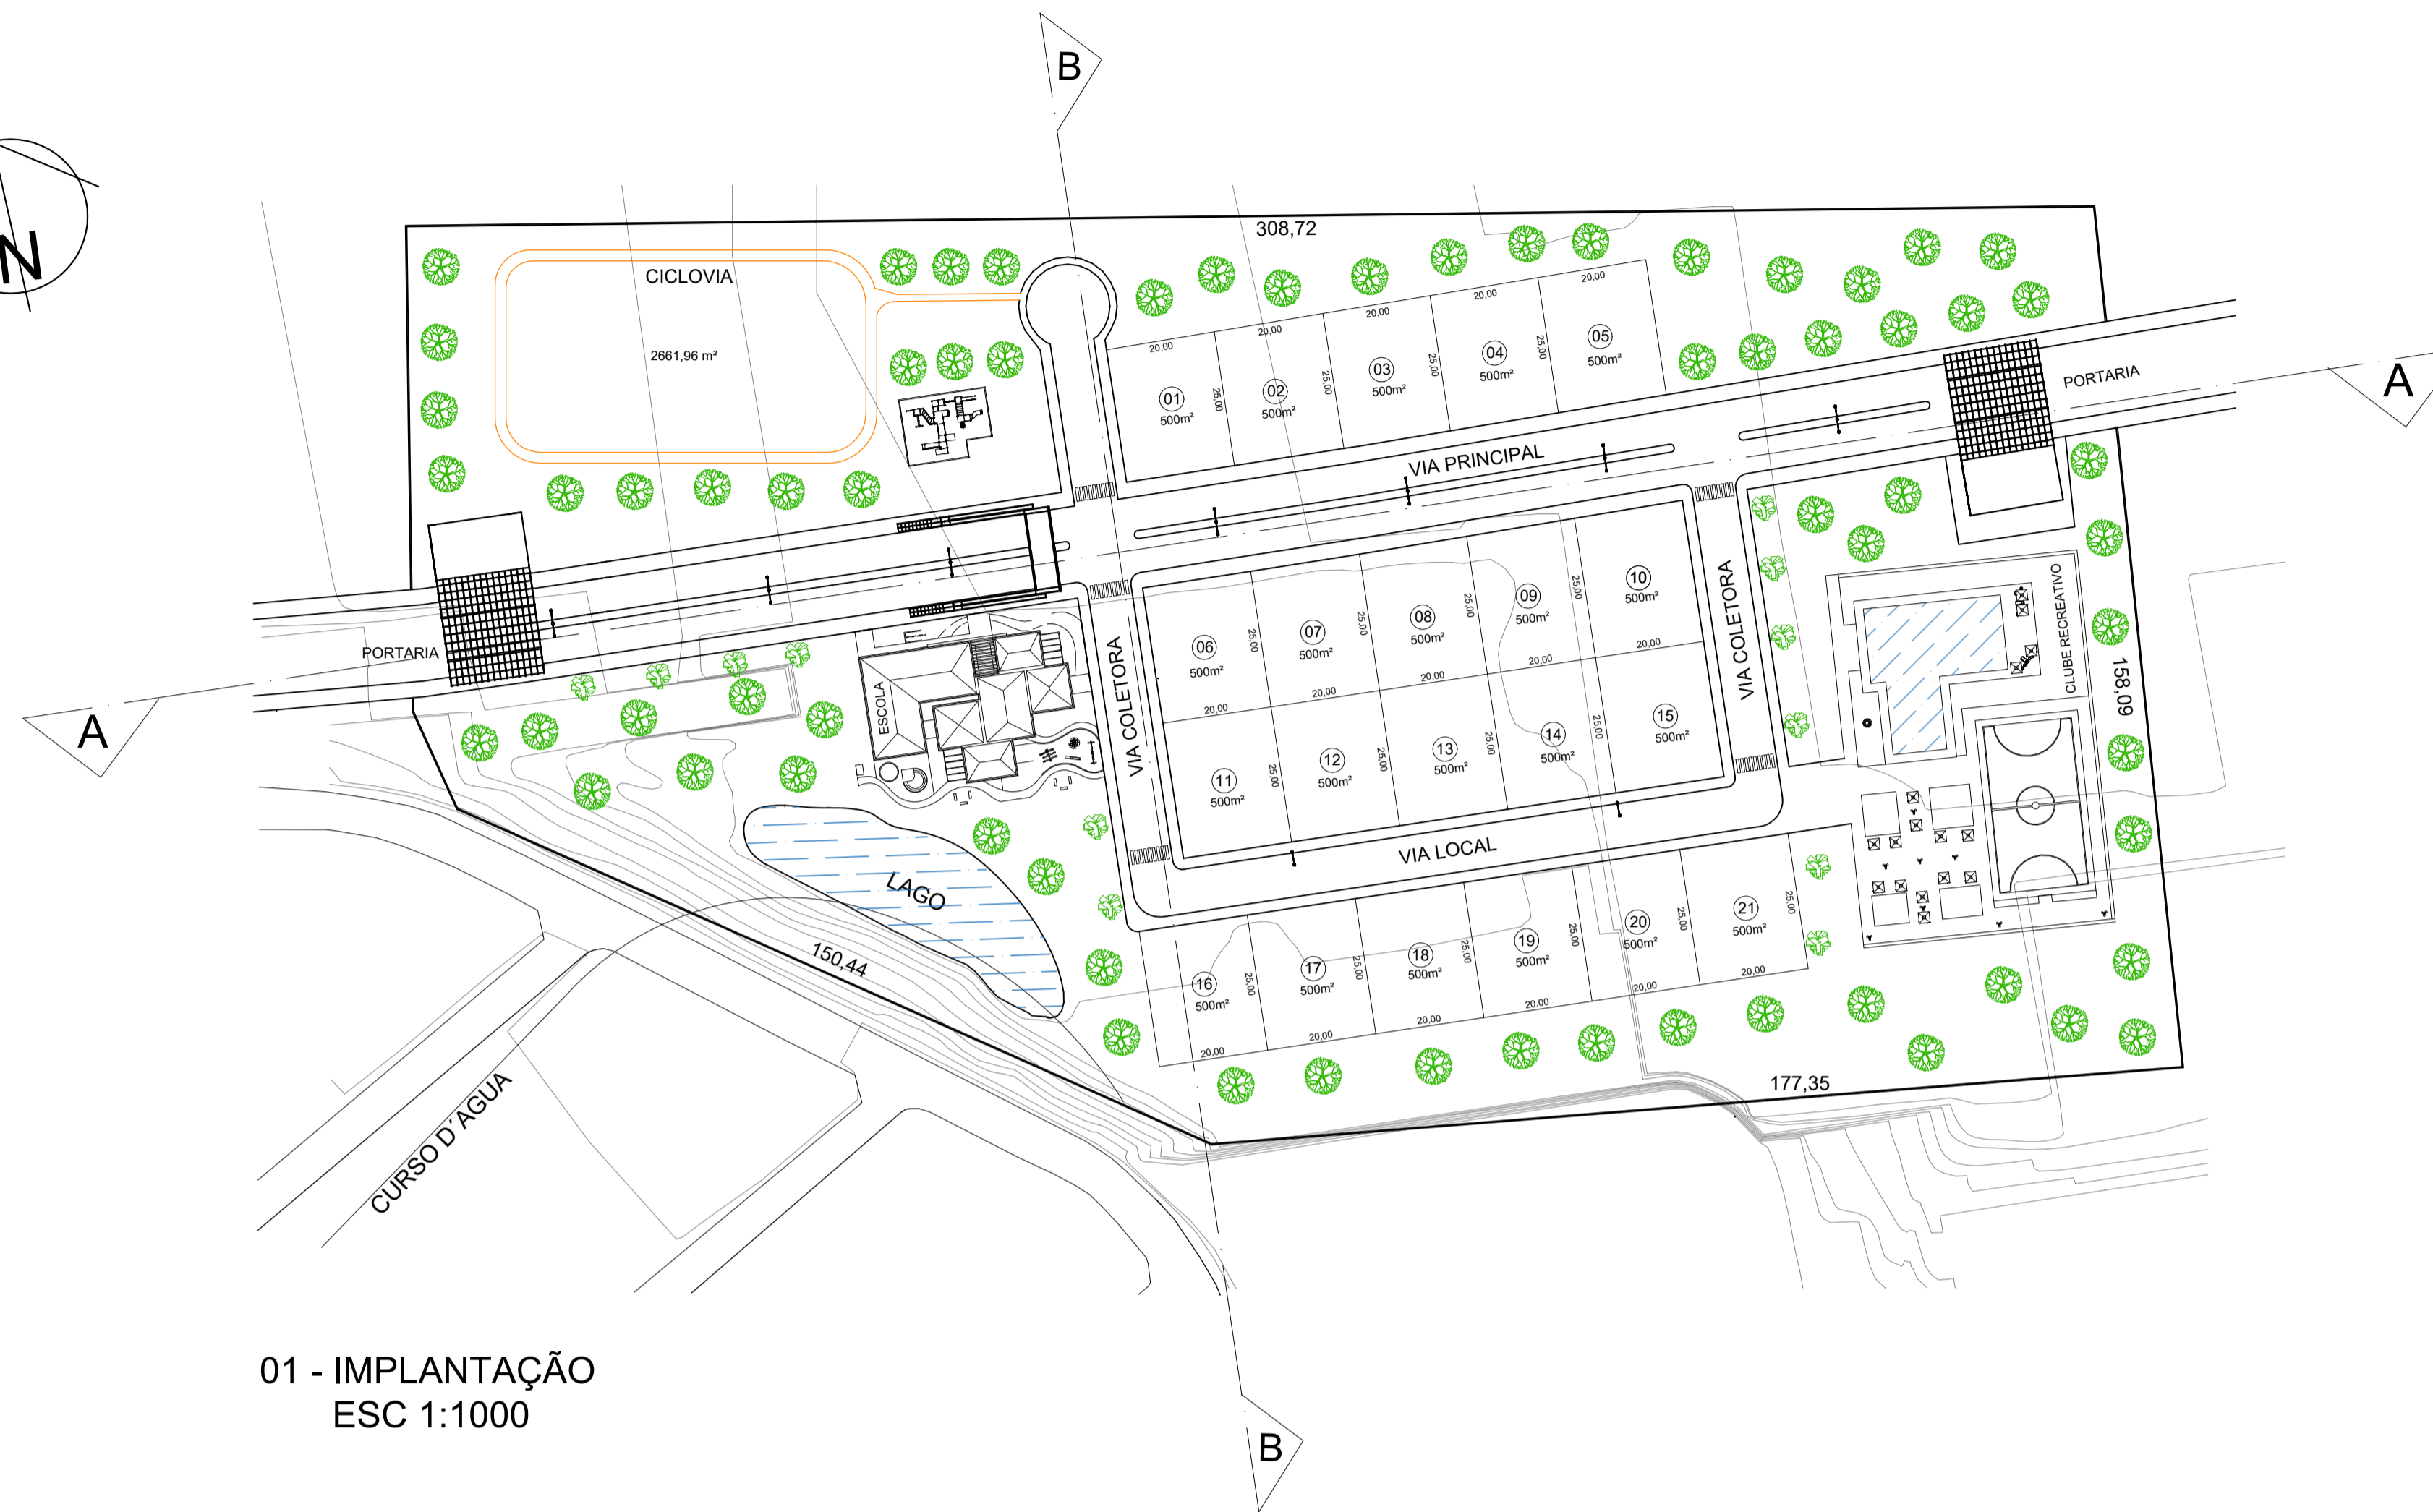 B
N
308,72
CICLOVIA
2661,96 m²
20,00
20,00
20,00
20,00
20,00
25,00
25,00
25,00
25,00
01
500m²
02
500m²
03
500m²
04
500m²
05
500m²
PORTARIA
A
VIA PRINCIPAL
PORTARIA
A
ESCOLA
VIA COLETORA
06
500m²
07
500m²
08
500m²
09
500m²
10
500m²
25,00
25,00
25,00
25,00
20,00
20,00
20,00
20,00
20,00
11
500m²
12
500m²
13
500m²
14
500m²
15
500m²
25,00
25,00
25,00
25,00
VIA COLETORA
CLUBE RECREATIVO
158,09
VIA LOCAL
LAGO
150,44
16
500m²
17
500m²
18
500m²
19
500m²
20
500m²
21
500m²
25,00
25,00
25,00
25,00
25,00
25,00
20,00
20,00
20,00
20,00
20,00
20,00
177,35
CURSO D´AGUA
01 - IMPLANTAÇÃO
ESC 1:1000
B